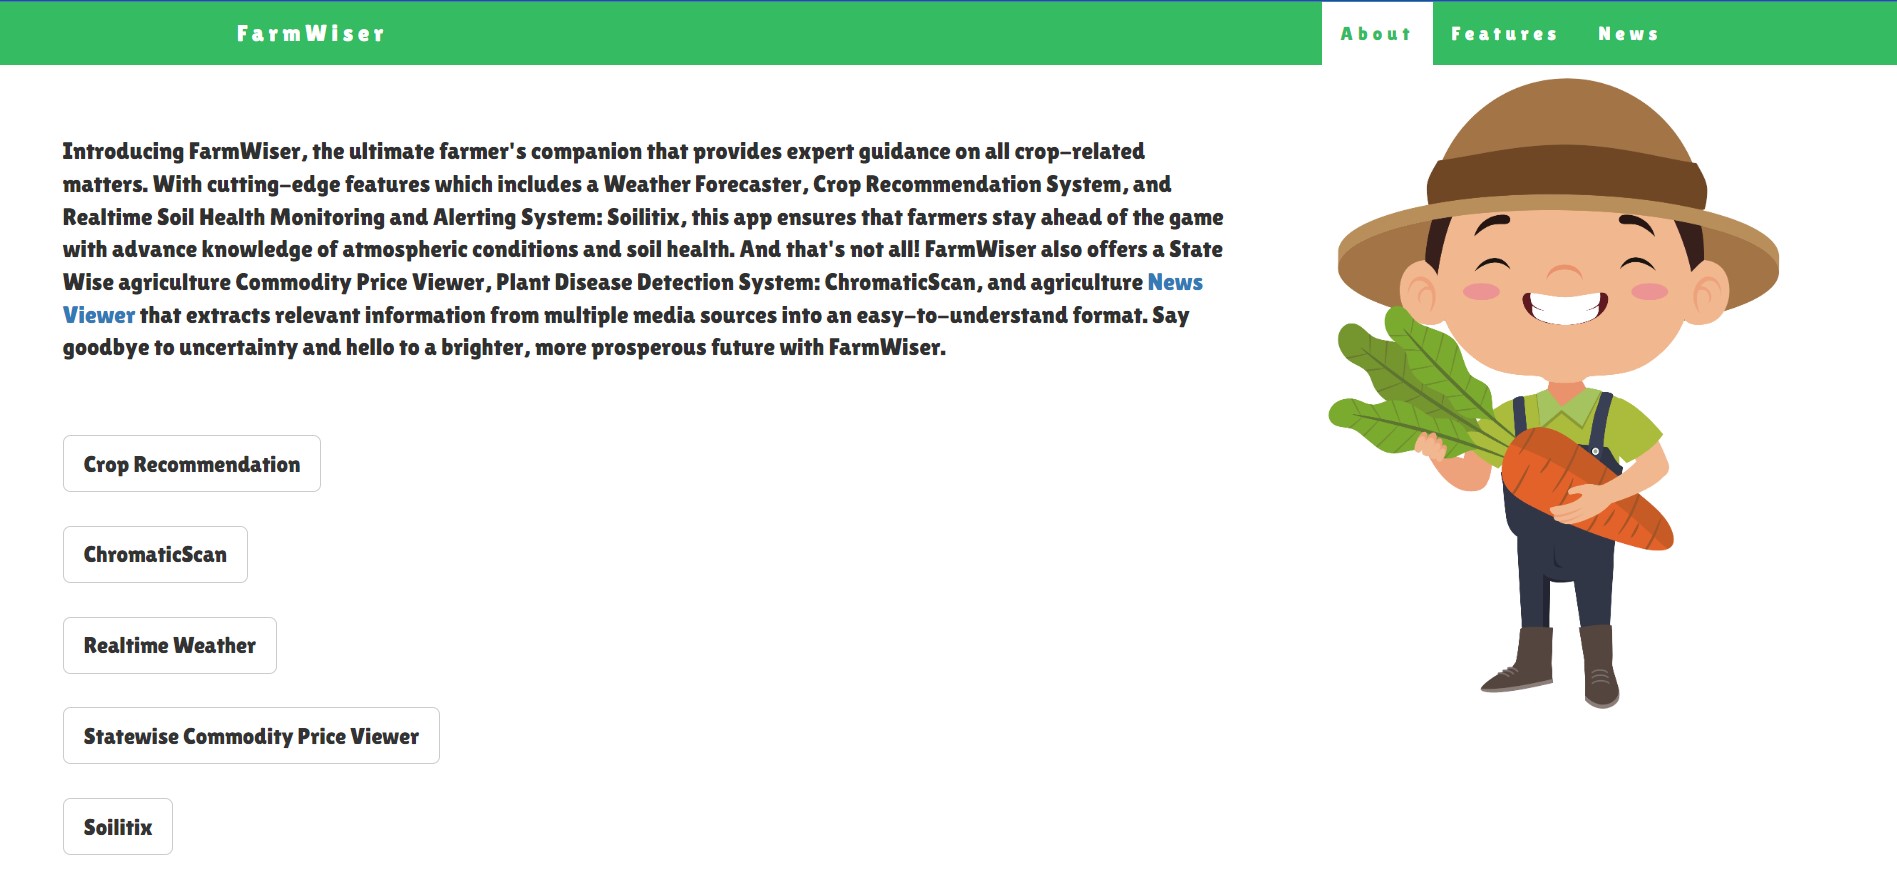 FarmWiser
About Features News
Introducing FarmWiser, the ultimate farmer's companion that provides expert guidance on all crop-related
matters. With cutting-edge features which includes a Weather Forecaster, Crop Recommendation System, and
Realtime Soil Health Monitoring and Alerting System: Soilitix, this app ensures that farmers stay ahead of the game
with advance knowledge of atmospheric conditions and soil health. And that's not all! FarmWiser also offers a State
Wise agriculture Commodity Price Viewer, Plant Disease Detection System: ChromaticScan, and agriculture News
Viewer that extracts relevant information from multiple media sources into an easy-to-understand format. Say
goodbye to uncertainty and hello to a brighter, more prosperous future with FarmWiser.
Crop Recommendation
ChromaticScan
Realtime Weather
Statewise Commodity Price Viewer
Soilitix